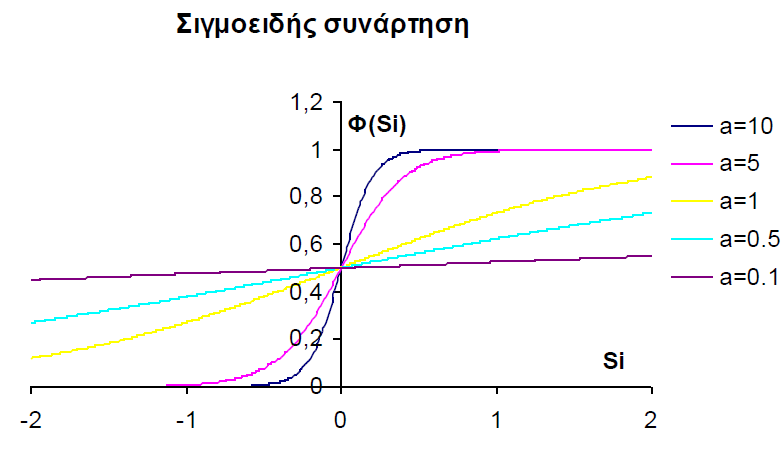 Σιγμοειδής συνάρτηση
1,2
Φ(Si)
1
0,8
0,6
0,4
0,2
0
Si
-2 -1 0 1 2
a=10
a=5
a=1
a=0.5
a=0.1